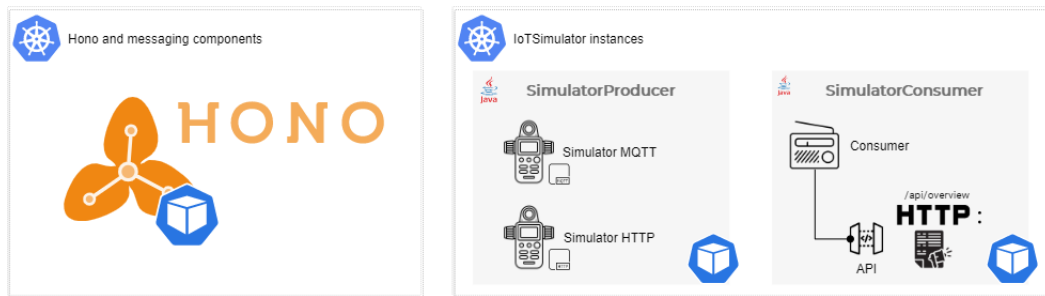 Hono and messaging components
HONO
IoTSimulator instances
Java
SimulatorProducer
Simulator MQTT
Simulator HTTP
Java
SimulatorConsumer
Consumer
/api/overview
HTTP :
API